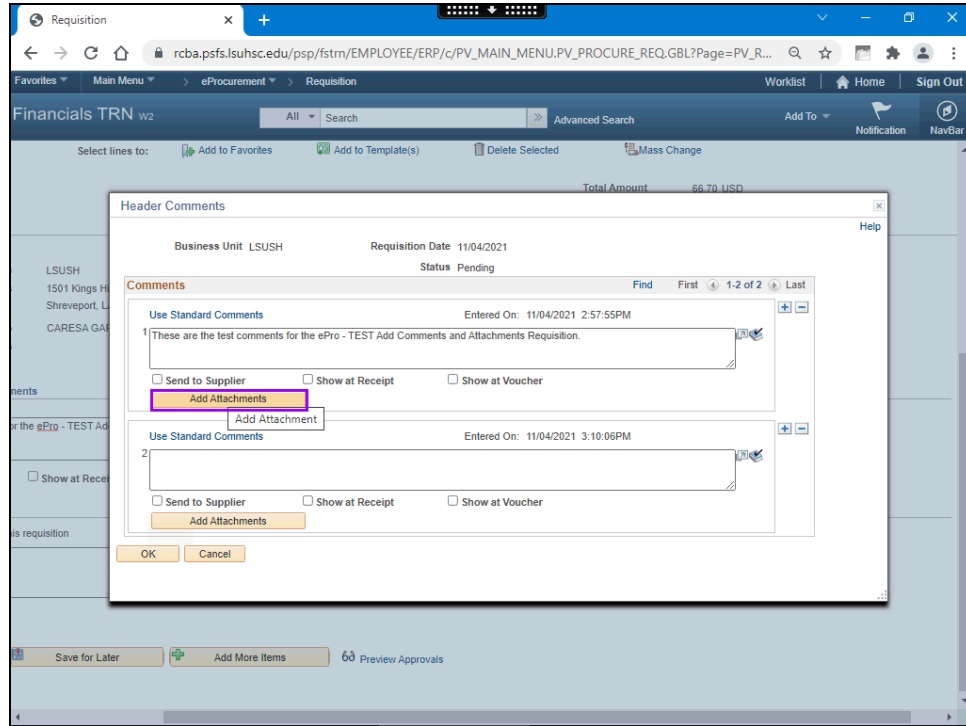 Requisition
rcba.psfs.lsuhsc.edu/psp/fstrn/EMPLOYEE/ERP/c/PV_MAIN_MENU.PV_PROCURE_REQ.GBL?Page=PV_R...
Favorites Main Menu > eProcurement > Requisition Worklist Home Sign Out
Financials TRN W2 All Search Advanced Search Add To Notification NavBar
Select lines to: Add to Favorites Add to Template(s) Delete Selected Mass Change
Total Amount 66.70 USD
Header Comments
Help
Business Unit LSUSH Requisition Date 11/04/2021
Status Pending
LSUSH
1501 Kings Hi
Shreveport, L
CARESA GAR
Comments Find First 1-2 of 2 Last
Use Standard Comments Entered On: 11/04/2021 2:57:55PM
1 These are the test comments for the ePro - TEST Add Comments and Attachments Requisition.
Send to Supplier Show at Receipt Show at Voucher
Add Attachments
Add Attachment
Use Standard Comments Entered On: 11/04/2021 3:10:06PM
2
Send to Supplier Show at Receipt Show at Voucher
Add Attachments
OK Cancel
ments
or the ePro - TEST Ad
Show at Recei
is requisition
Save for Later Add More Items Preview Approvals